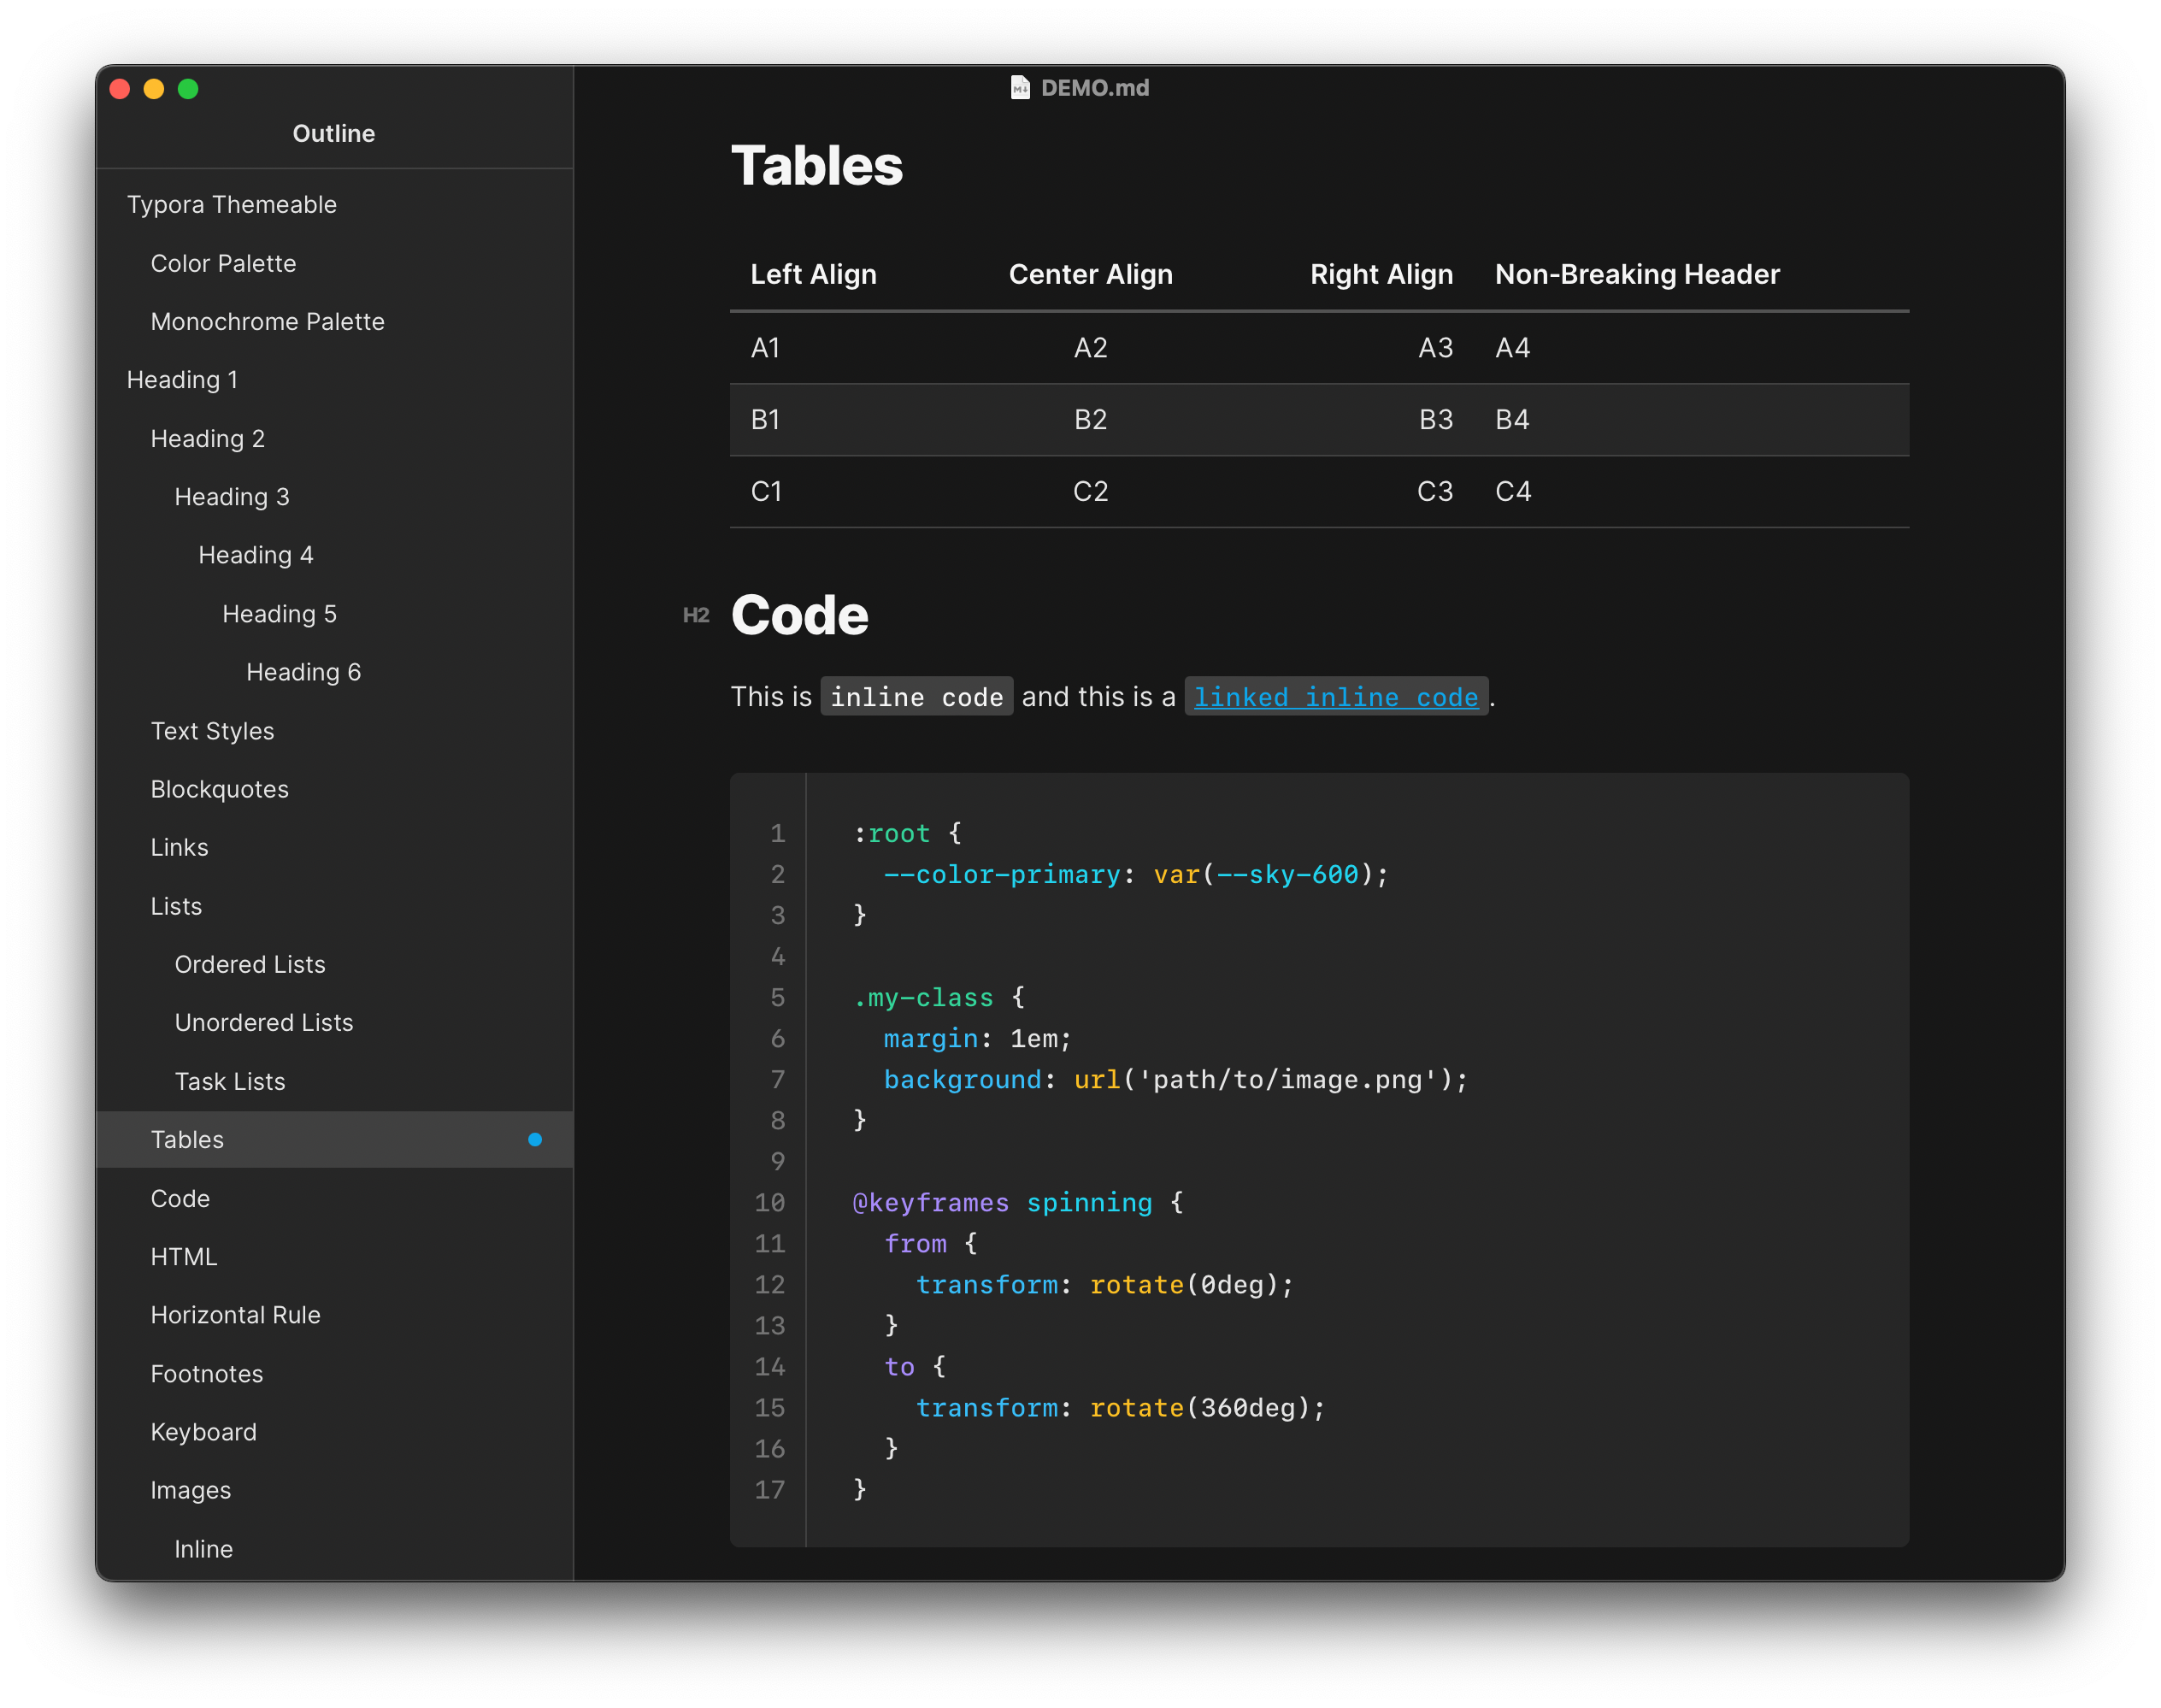 DEMO.md
Outline
Typora Themeable
Color Palette
Monochrome Palette
Heading 1
Heading 2
Heading 3
Heading 4
Heading 5
Heading 6
Text Styles
Blockquotes
Links
Lists
Ordered Lists
Unordered Lists
Task Lists
Tables
Code
HTML
Horizontal Rule
Footnotes
Keyboard
Images
Inline
Tables
Left Align Center Align Right Align Non-Breaking Header
A1 A2 A3 A4
B1 B2 B3 B4
C1 C2 C3 C4
H2 Code
This is inline code and this is a linked inline code.
1 :root {
2   --color-primary: var(--sky-600);
3 }
4
5 .my-class {
6   margin: 1em;
7   background: url('path/to/image.png');
8 }
9
10 @keyframes spinning {
11   from {
12     transform: rotate(0deg);
13   }
14   to {
15     transform: rotate(360deg);
16   }
17 }